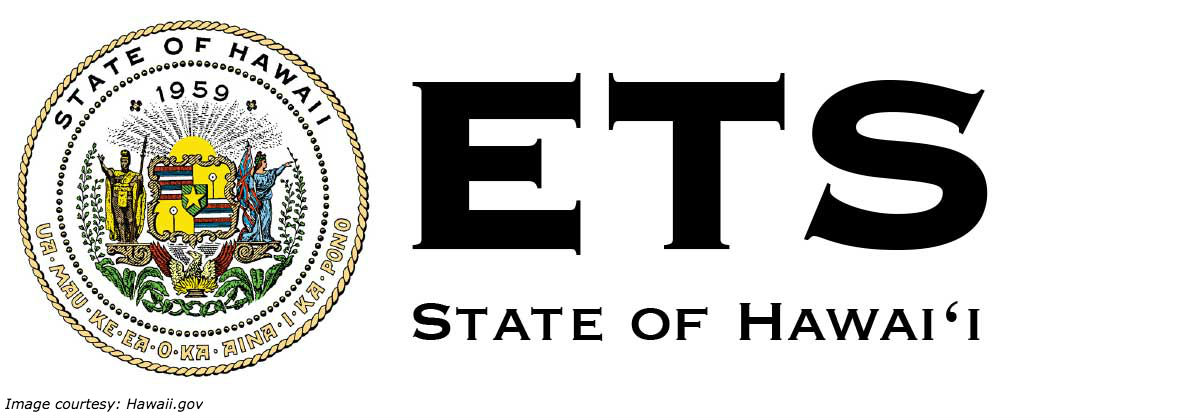 STATE OF HAWAII
1959
UA·MAU·KE·EA·O·KA·AINA·I·KA·PONO
ETS
STATE OF HAWAIʻI
Image courtesy: Hawaii.gov